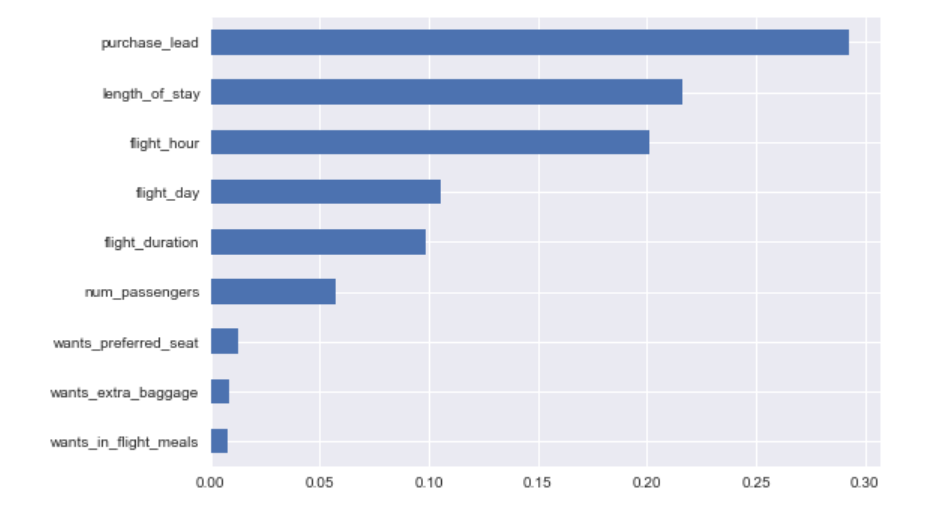 purchase_lead
length_of_stay
flight_hour
flight_day
flight_duration
num_passengers
wants_preferred_seat
wants_extra_baggage
wants_in_flight_meals
0.00 0.05 0.10 0.15 0.20 0.25 0.30